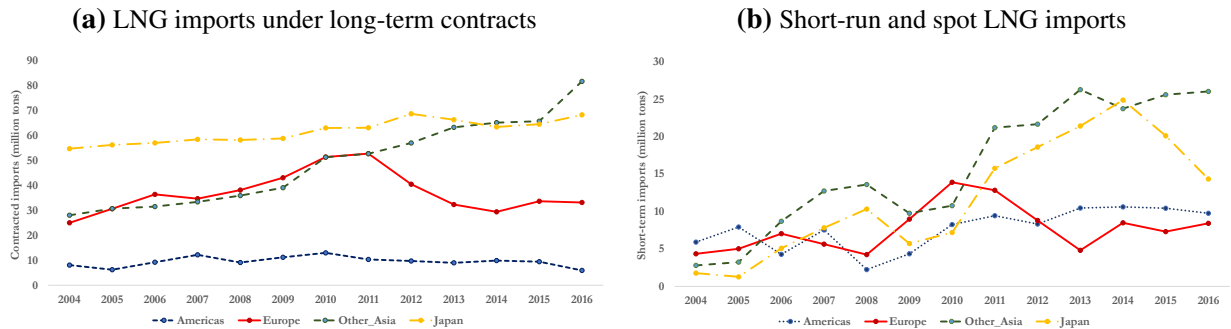 (a) LNG imports under long-term contracts
Contracted imports (million tons)
90
80
70
60
50
40
30
20
10
0
2004 2005 2006 2007 2008 2009 2010 2011 2012 2013 2014 2015 2016
Americas Europe Other_Asia Japan
(b) Short-run and spot LNG imports
Short-term imports (million tons)
30
25
20
15
10
5
0
2004 2005 2006 2007 2008 2009 2010 2011 2012 2013 2014 2015 2016
Americas Europe Other_Asia Japan